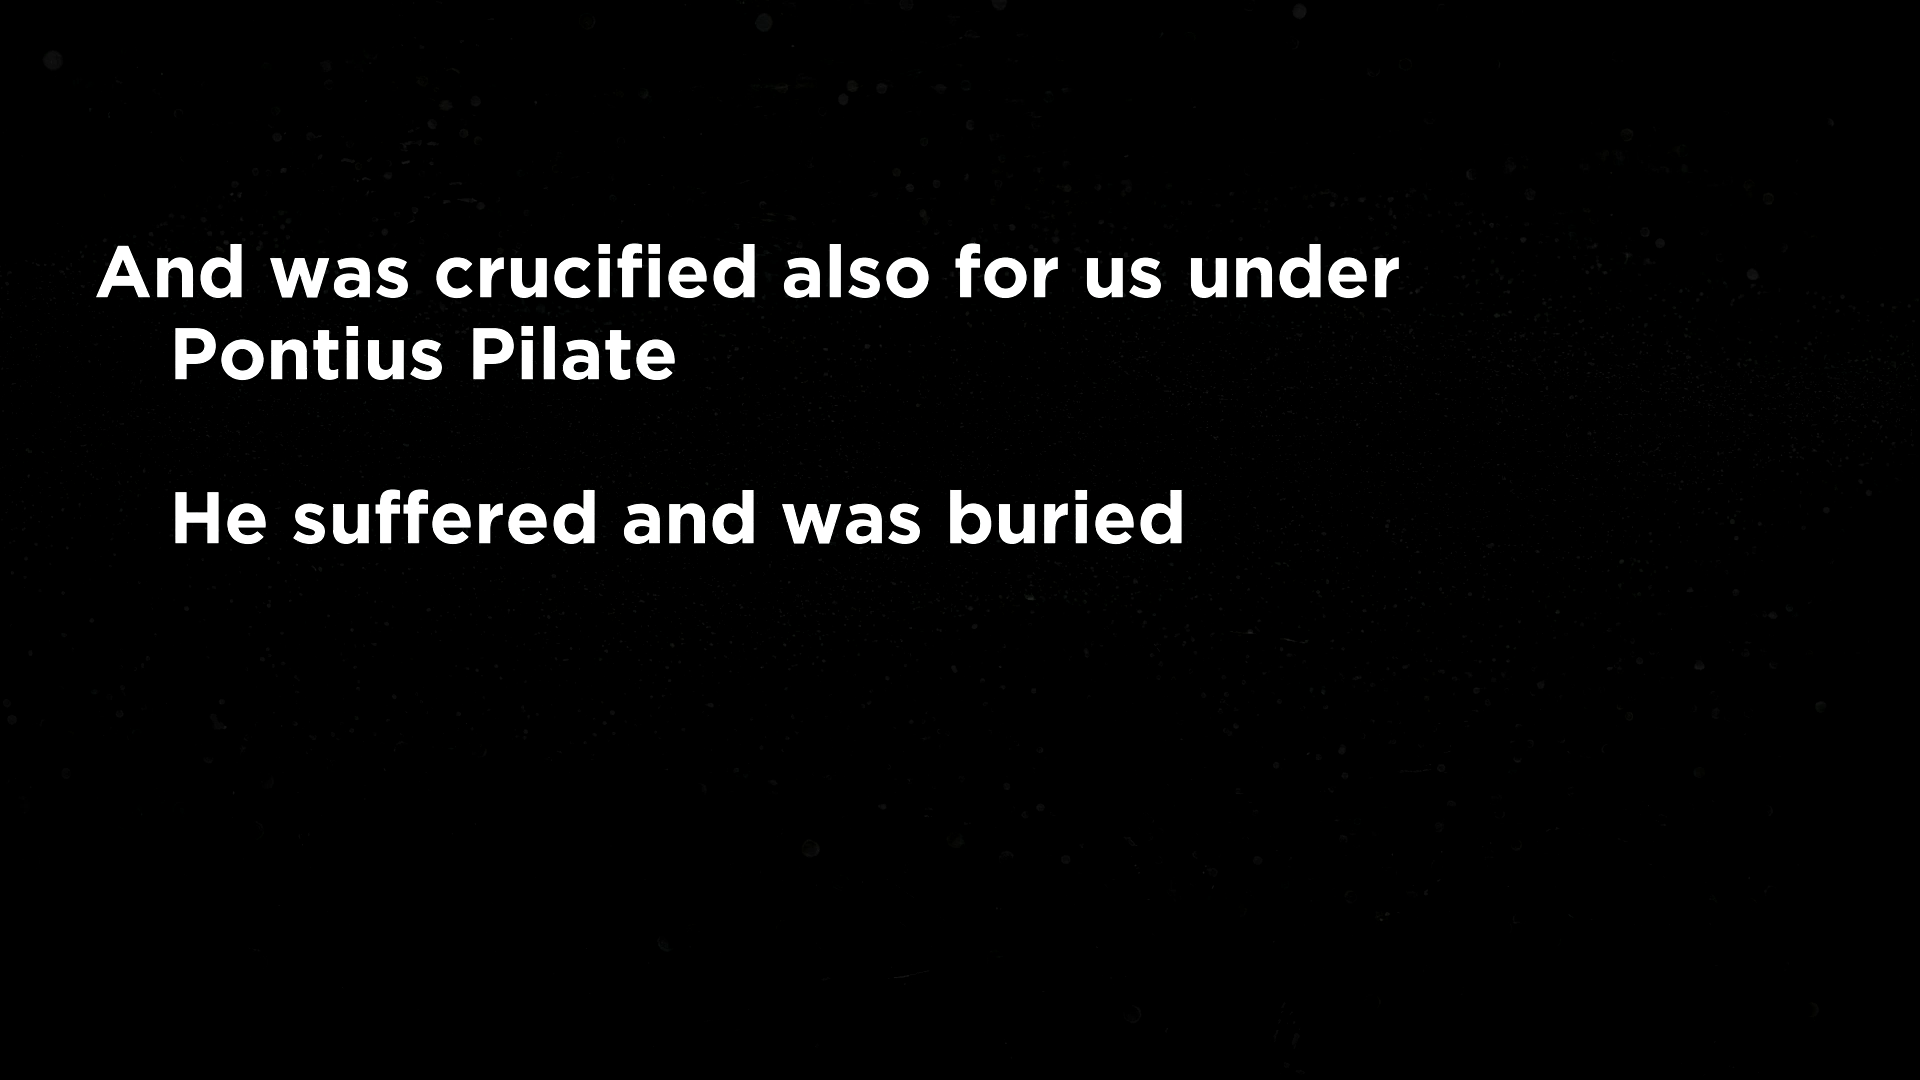 And was crucified also for us under
Pontius Pilate
He suffered and was buried